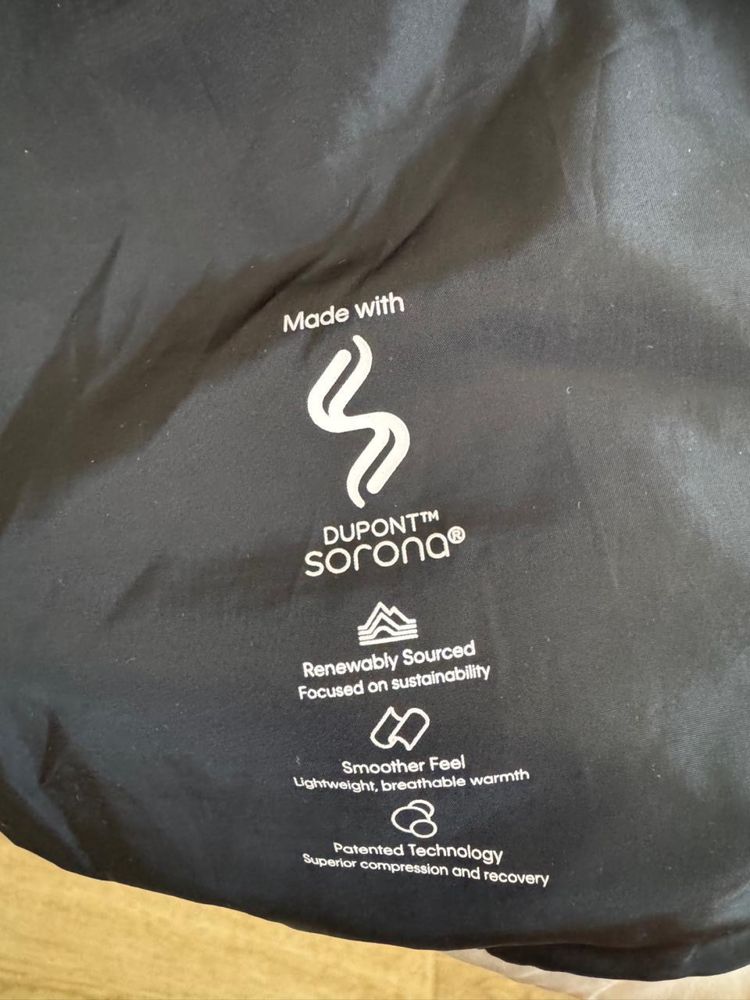 Made with
DUPONT™
sorona®
Renewably Sourced
Focused on sustainability
Smoother Feel
Lightweight, breathable warmth
Patented Technology
Superior compression and recovery